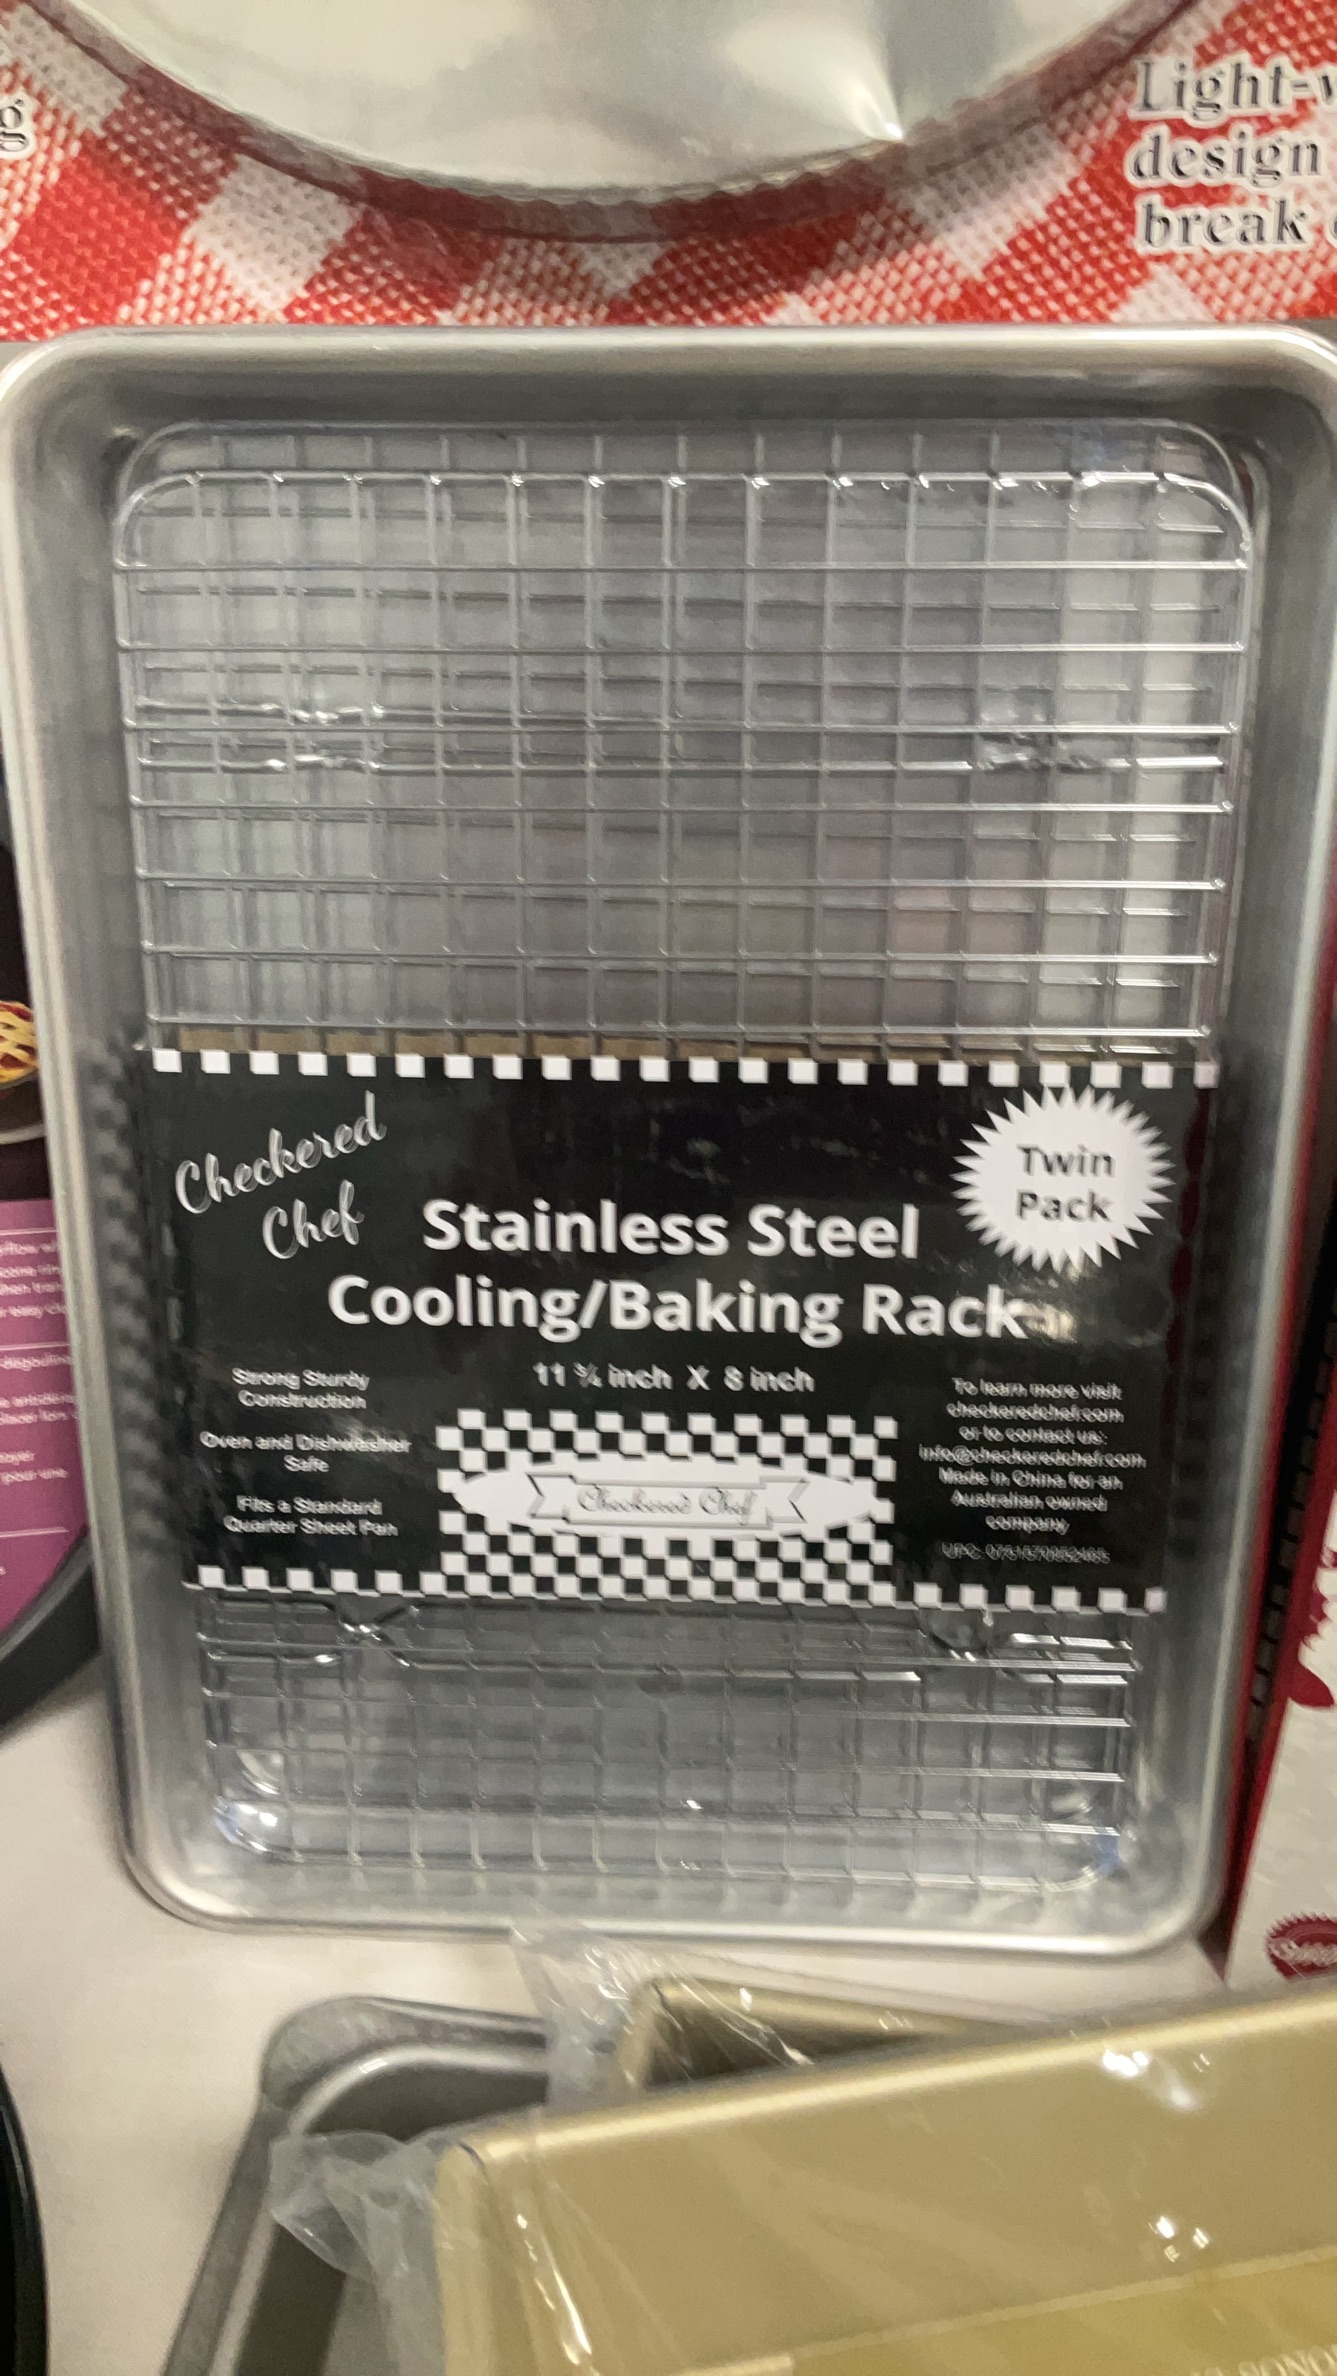 g
Light-
design
break
Checkered
Chef
Twin
Pack
Stainless Steel
Cooling/Baking Rack
11 ¾ inch X 8 inch
Strong Sturdy
Construction
Oven and Dishwasher
Safe
Fits a Standard
Quarter Sheet Pan
Checkered Chef
To learn more visit
checkeredchef.com
or to contact us:
info@checkeredchef.com
Made in China for an
Australian owned
company